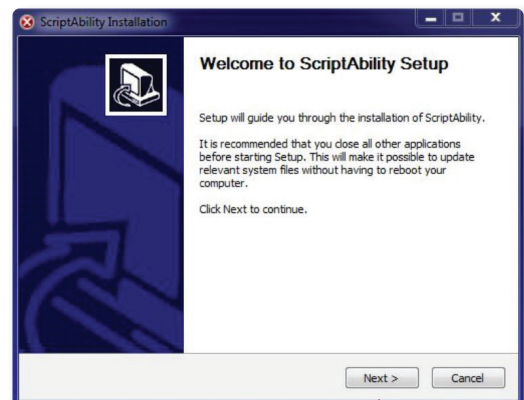 ScriptAbility Installation
Welcome to ScriptAbility Setup
Setup will guide you through the installation of ScriptAbility.
It is recommended that you close all other applications
before starting Setup. This will make it possible to update
relevant system files without having to reboot your
computer.
Click Next to continue.
Next >
Cancel